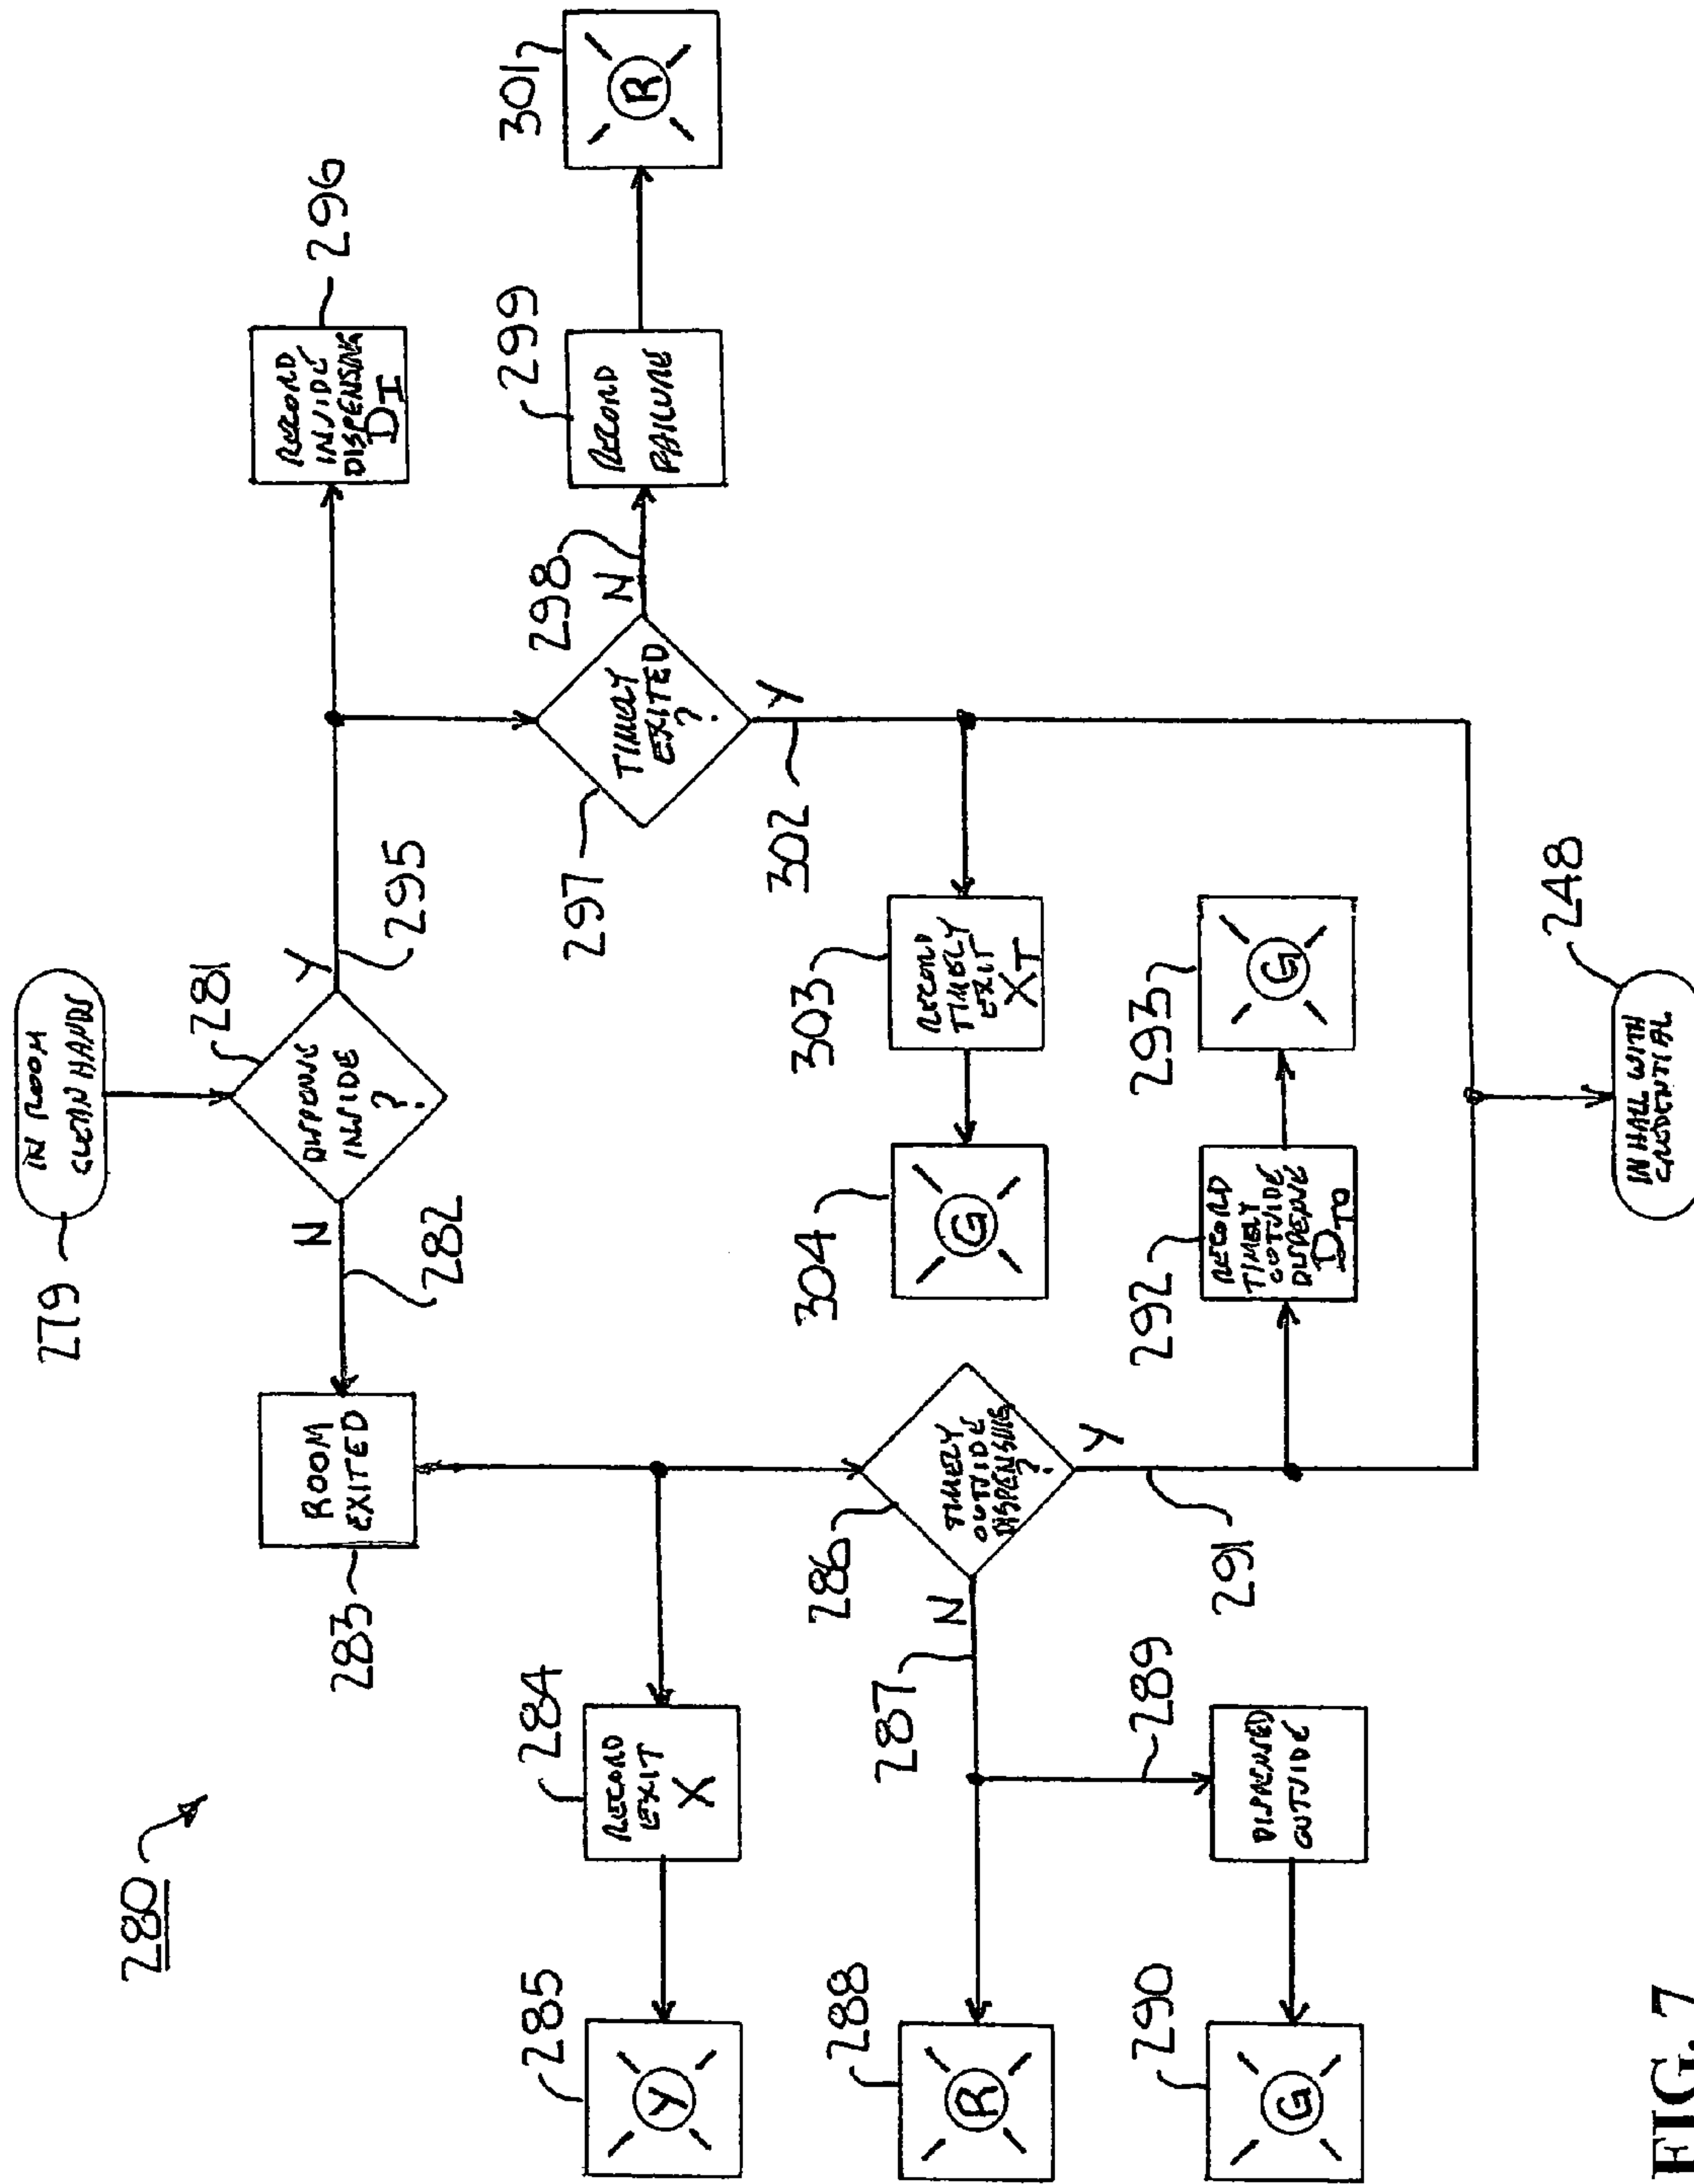 280
279
IN ROOM
CLEAN HANDS
281
DISPENSE
INSIDE
?
N
282
Y
295
283
ROOM
EXITED
RECORD
INSIDE
DISPENSING
DI
296
284
RECORD
EXIT
X
285
Y
297
TIMELY
EXITED
?
298
N
299
RECORD
FAILURE
301
R
302
Y
286
TIMELY
OUTSIDE
DISPENSING
?
N
287
288
R
289
DISPENSED
OUTSIDE
290
G
291
Y
303
RECORD
TIMELY
EXIT
XT
304
G
292
RECORD
TIMELY
OUTSIDE
DISPENSE
DTO
293
G
248
IN HALL WITH
CREDENTIAL
FIG. 7